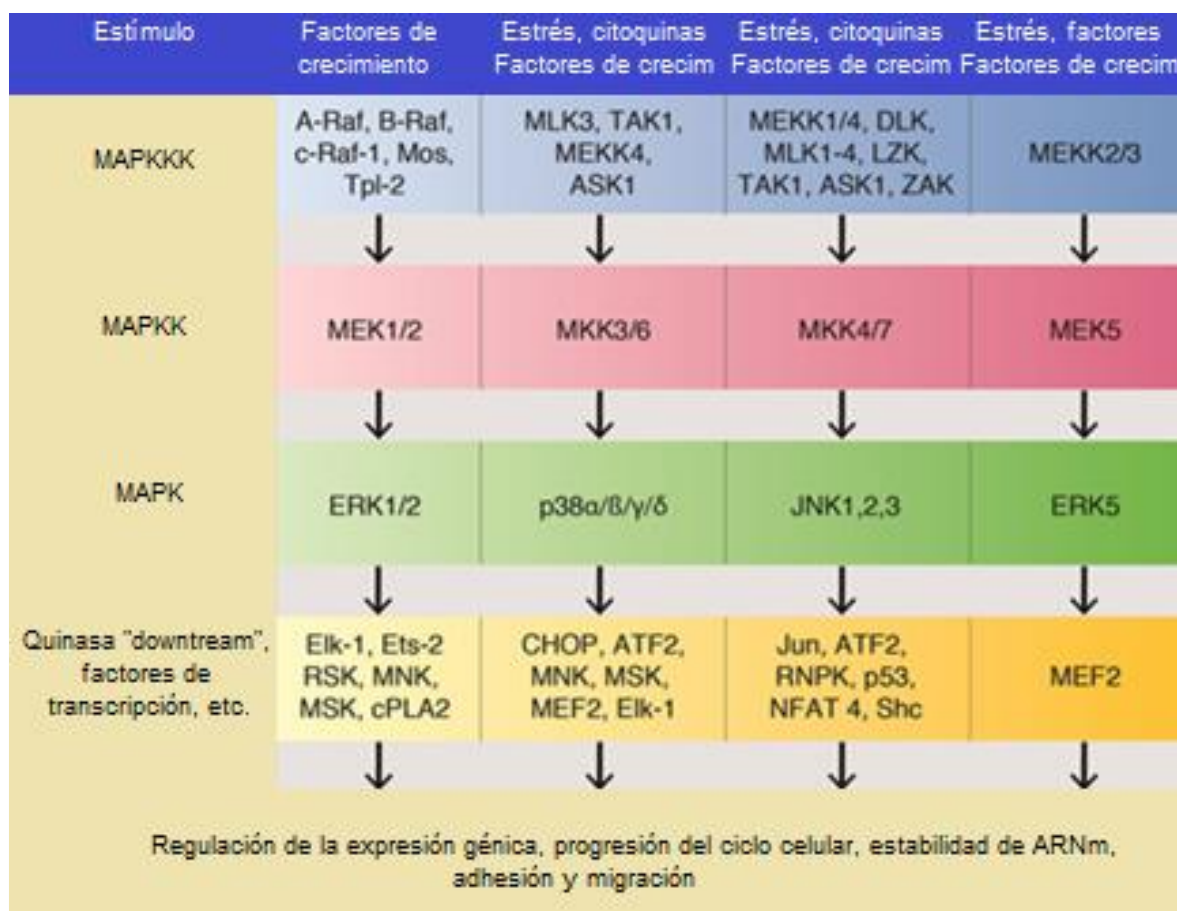 Estímulo
Factores de
crecimiento
Estrés, citoquinas
Factores de crecim
Estrés, citoquinas
Factores de crecim
Estrés, factores
Factores de crecim
MAPKKK
A-Raf, B-Raf,
c-Raf-1, Mos,
Tpl-2
MLK3, TAK1,
MEKK4,
ASK1
MEKK1/4, DLK,
MLK1-4, LZK,
TAK1, ASK1, ZAK
MEKK2/3
MAPKK
MEK1/2
MKK3/6
MKK4/7
MEK5
MAPK
ERK1/2
p38α/ß/γ/δ
JNK1,2,3
ERK5
Quinasa "downtream",
factores de
transcripción, etc.
Elk-1, Ets-2
RSK, MNK,
MSK, cPLA2
CHOP, ATF2,
MNK, MSK,
MEF2, Elk-1
Jun, ATF2,
RNPK, p53,
NFAT 4, Shc
MEF2
Regulación de la expresión génica, progresión del ciclo celular, estabilidad de ARNm,
adhesión y migración